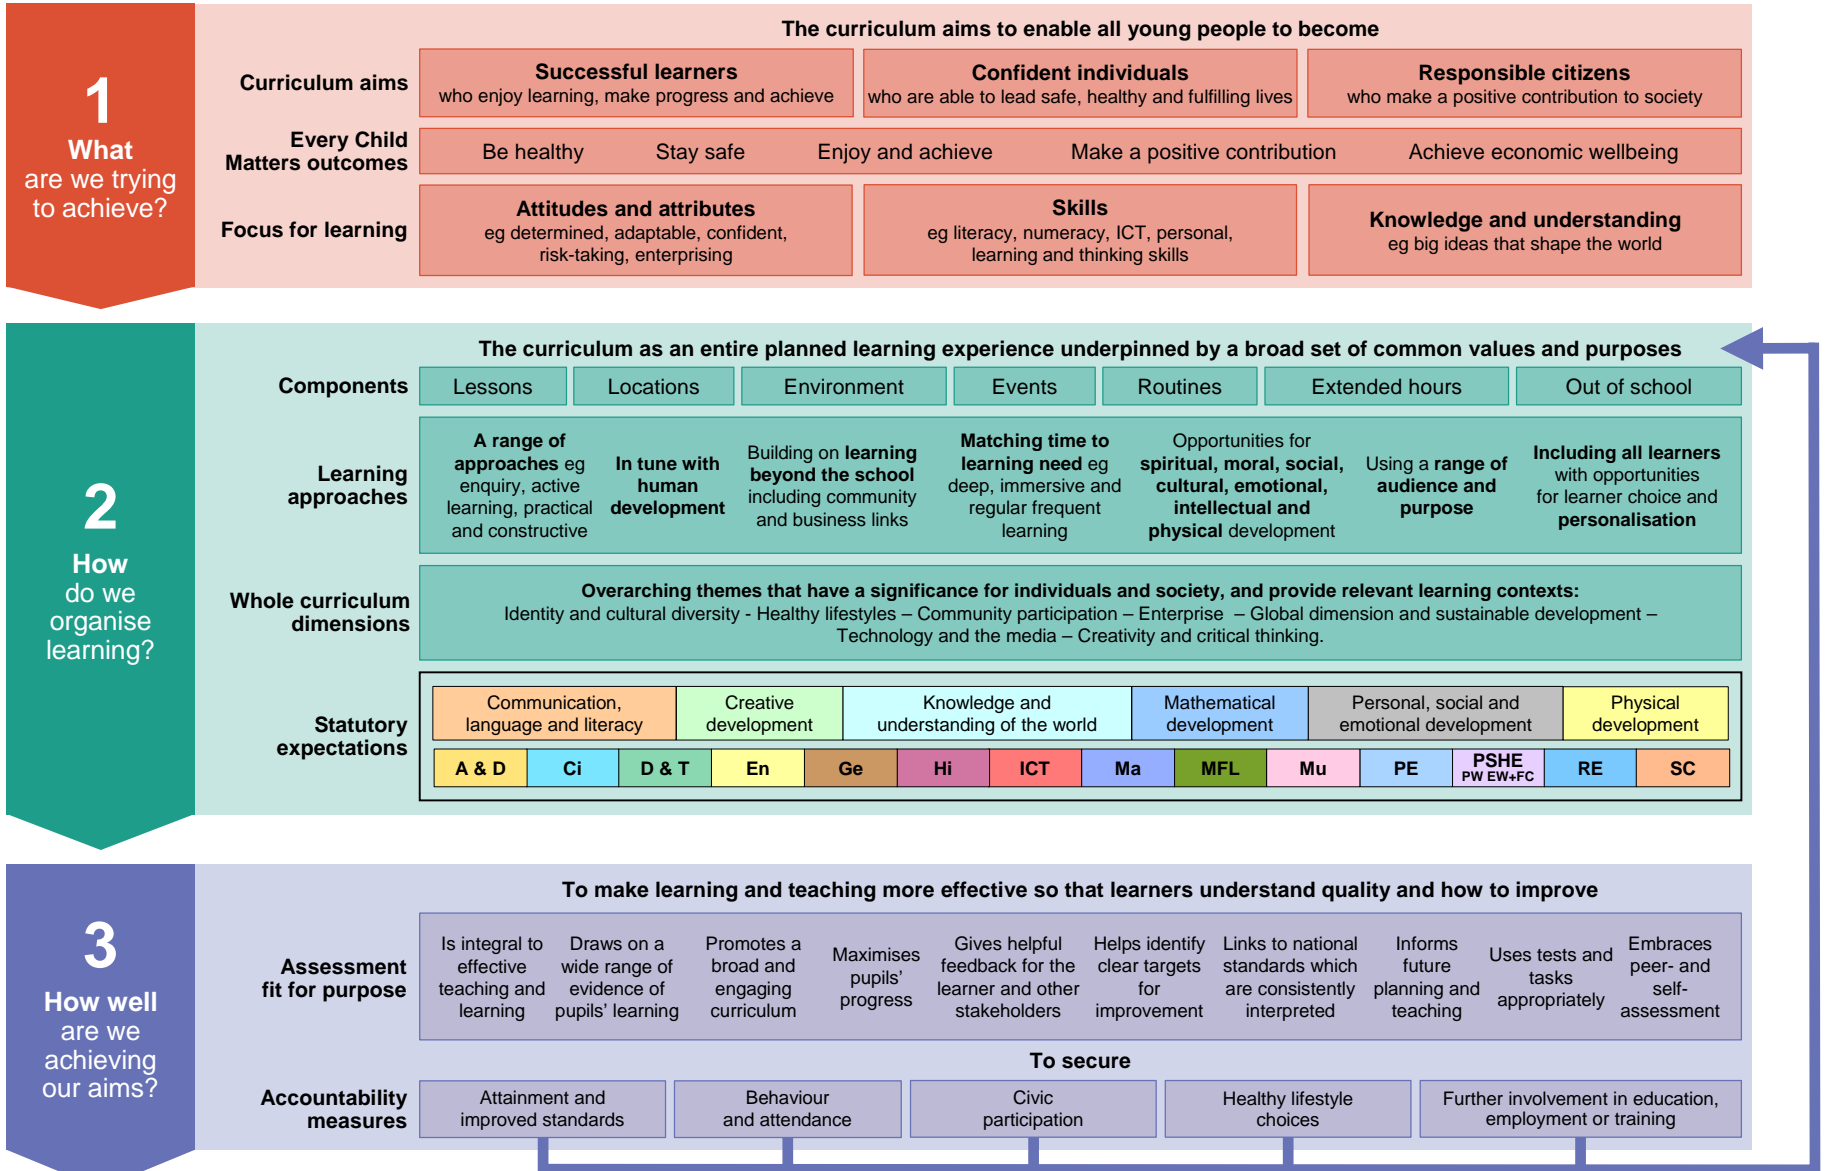 The curriculum aims to enable all young people to become
1
What
are we trying
to achieve?
Curriculum aims
Successful learners
who enjoy learning, make progress and achieve
Confident individuals
who are able to lead safe, healthy and fulfilling lives
Responsible citizens
who make a positive contribution to society
Every Child
Matters outcomes
Be healthy
Stay safe
Enjoy and achieve
Make a positive contribution
Achieve economic wellbeing
Focus for learning
Attitudes and attributes
eg determined, adaptable, confident,
risk-taking, enterprising
Skills
eg literacy, numeracy, ICT, personal,
learning and thinking skills
Knowledge and understanding
eg big ideas that shape the world
2
How
do we
organise
learning?
The curriculum as an entire planned learning experience underpinned by a broad set of common values and purposes
Components
Lessons
Locations
Environment
Events
Routines
Extended hours
Out of school
Learning
approaches
A range of
approaches eg
enquiry, active
learning, practical
and constructive
In tune with
human
development
Building on learning
beyond the school
including community
and business links
Matching time to
learning need eg
deep, immersive and
regular frequent
learning
Opportunities for
spiritual, moral, social,
cultural, emotional,
intellectual and
physical development
Using a range of
audience and
purpose
Including all learners
with opportunities
for learner choice and
personalisation
Whole curriculum
dimensions
Overarching themes that have a significance for individuals and society, and provide relevant learning contexts:
Identity and cultural diversity - Healthy lifestyles – Community participation – Enterprise – Global dimension and sustainable development –
Technology and the media – Creativity and critical thinking.
Statutory
expectations
Communication,
language and literacy
Creative
development
Knowledge and
understanding of the world
Mathematical
development
Personal, social and
emotional development
Physical
development
A & D
Ci
D & T
En
Ge
Hi
ICT
Ma
MFL
Mu
PE
PSHE
PW EW+FC
RE
SC
3
How well
are we
achieving
our aims?
To make learning and teaching more effective so that learners understand quality and how to improve
Assessment
fit for purpose
Is integral to
effective
teaching and
learning
Draws on a
wide range of
evidence of
pupils’ learning
Promotes a
broad and
engaging
curriculum
Maximises
pupils’
progress
Gives helpful
feedback for the
learner and other
stakeholders
Helps identify
clear targets
for
improvement
Links to national
standards which
are consistently
interpreted
Informs
future
planning and
teaching
Uses tests and
tasks
appropriately
Embraces
peer- and
self-
assessment
To secure
Accountability
measures
Attainment and
improved standards
Behaviour
and attendance
Civic
participation
Healthy lifestyle
choices
Further involvement in education,
employment or training